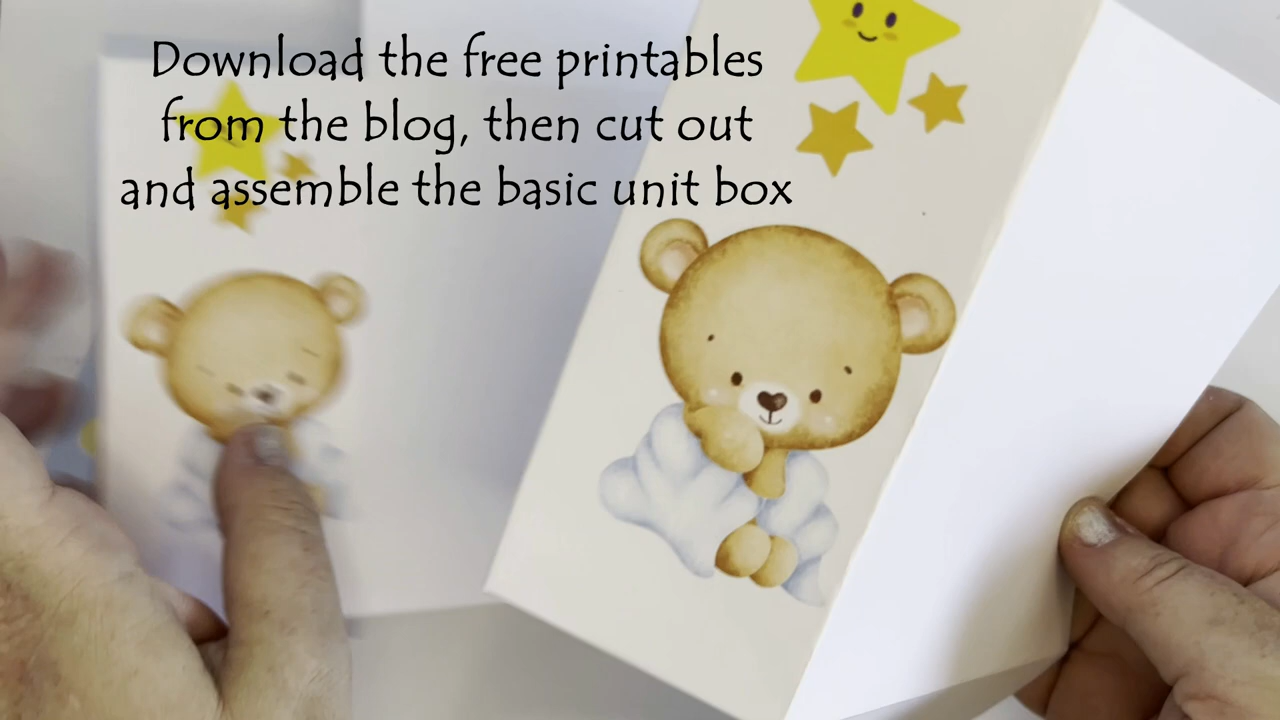 Download the free printables
from the blog, then cut out
and assemble the basic unit box